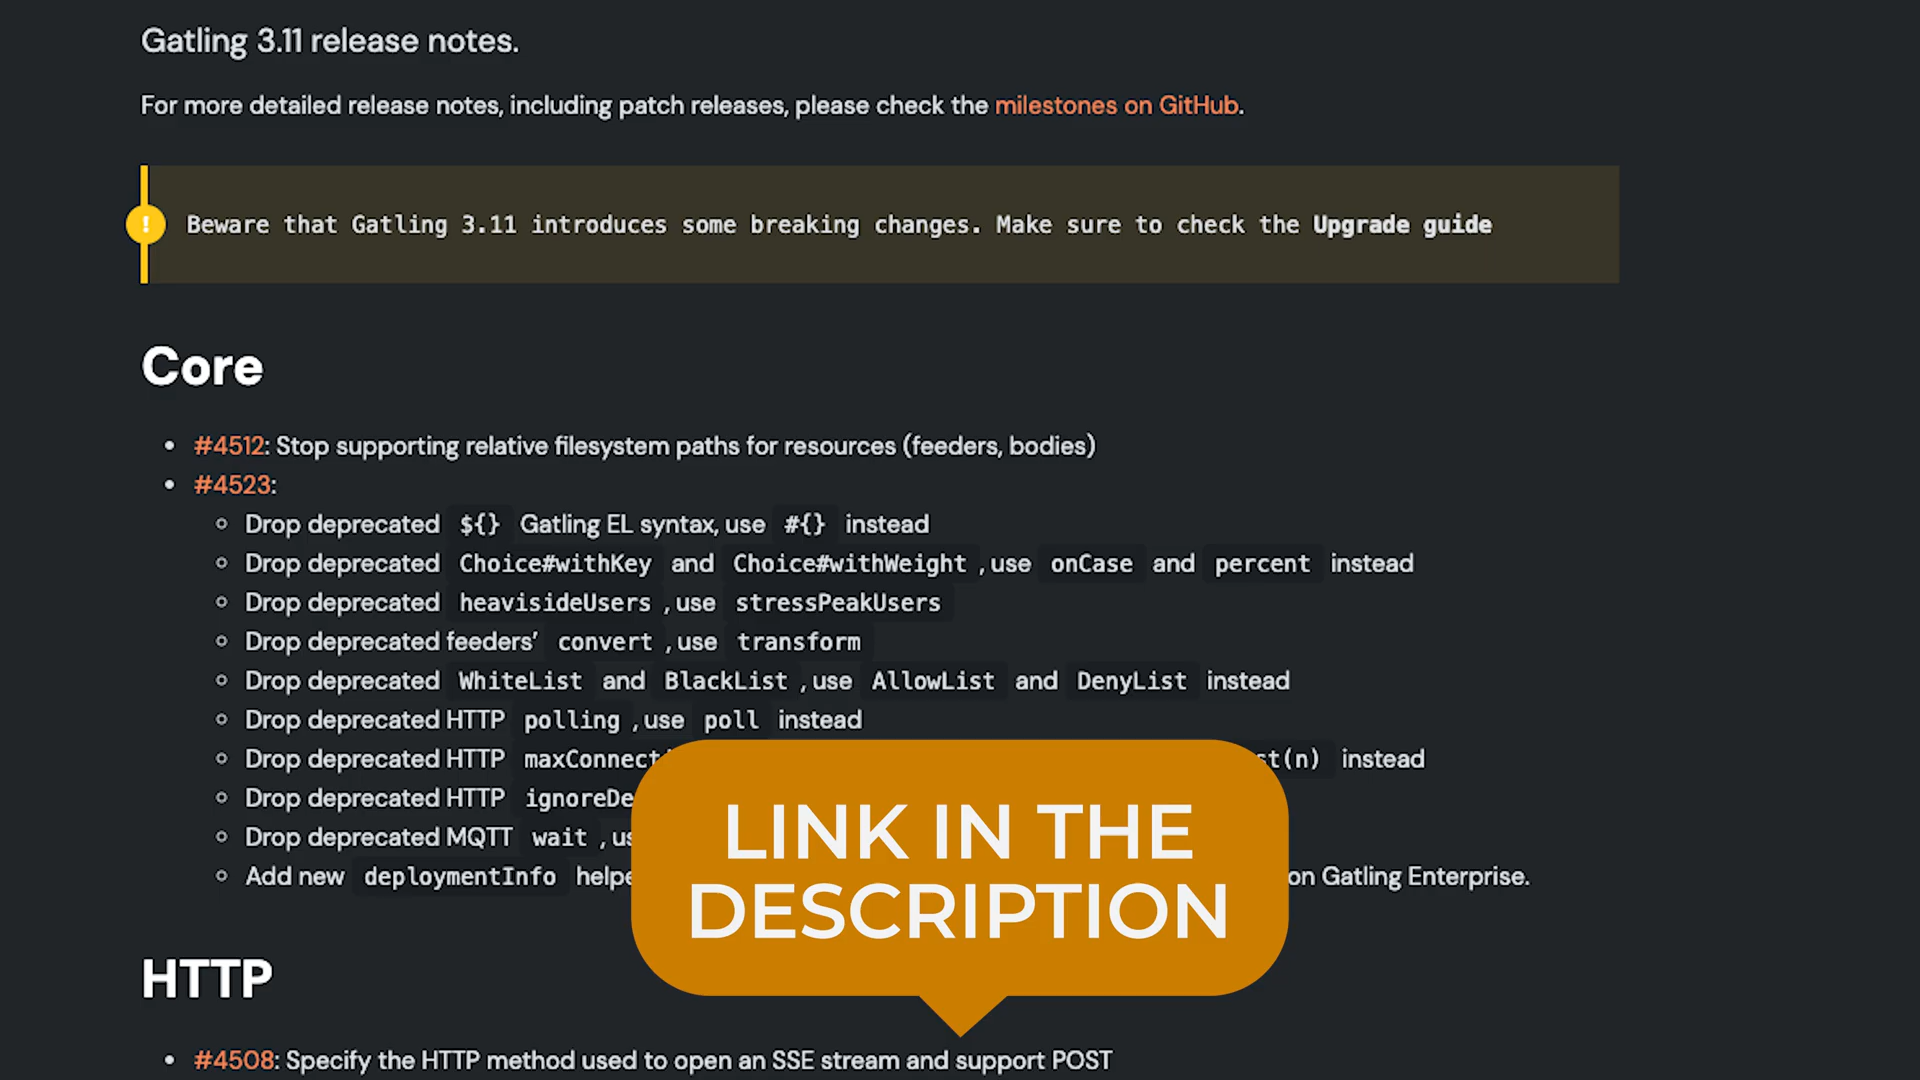 Gatling 3.11 release notes.
For more detailed release notes, including patch releases, please check the milestones on GitHub.
! Beware that Gatling 3.11 introduces some breaking changes. Make sure to check the Upgrade guide
Core
• #4512: Stop supporting relative filesystem paths for resources (feeders, bodies)
• #4523:
◦ Drop deprecated ${} Gatling EL syntax, use #{} instead
◦ Drop deprecated Choice#withKey and Choice#withWeight , use onCase and percent instead
◦ Drop deprecated heavisideUsers , use stressPeakUsers
◦ Drop deprecated feeders’ convert , use transform
◦ Drop deprecated WhiteList and BlackList , use AllowList and DenyList instead
◦ Drop deprecated HTTP polling , use poll instead
◦ Drop deprecated HTTP instead
◦ Drop deprecated HTTP
◦ Drop deprecated MQTT wait ,
◦ Add new deploymentInfo on Gatling Enterprise.
LINK IN THE
DESCRIPTION
HTTP
• #4508: Specify the HTTP method used to open an SSE stream and support POST